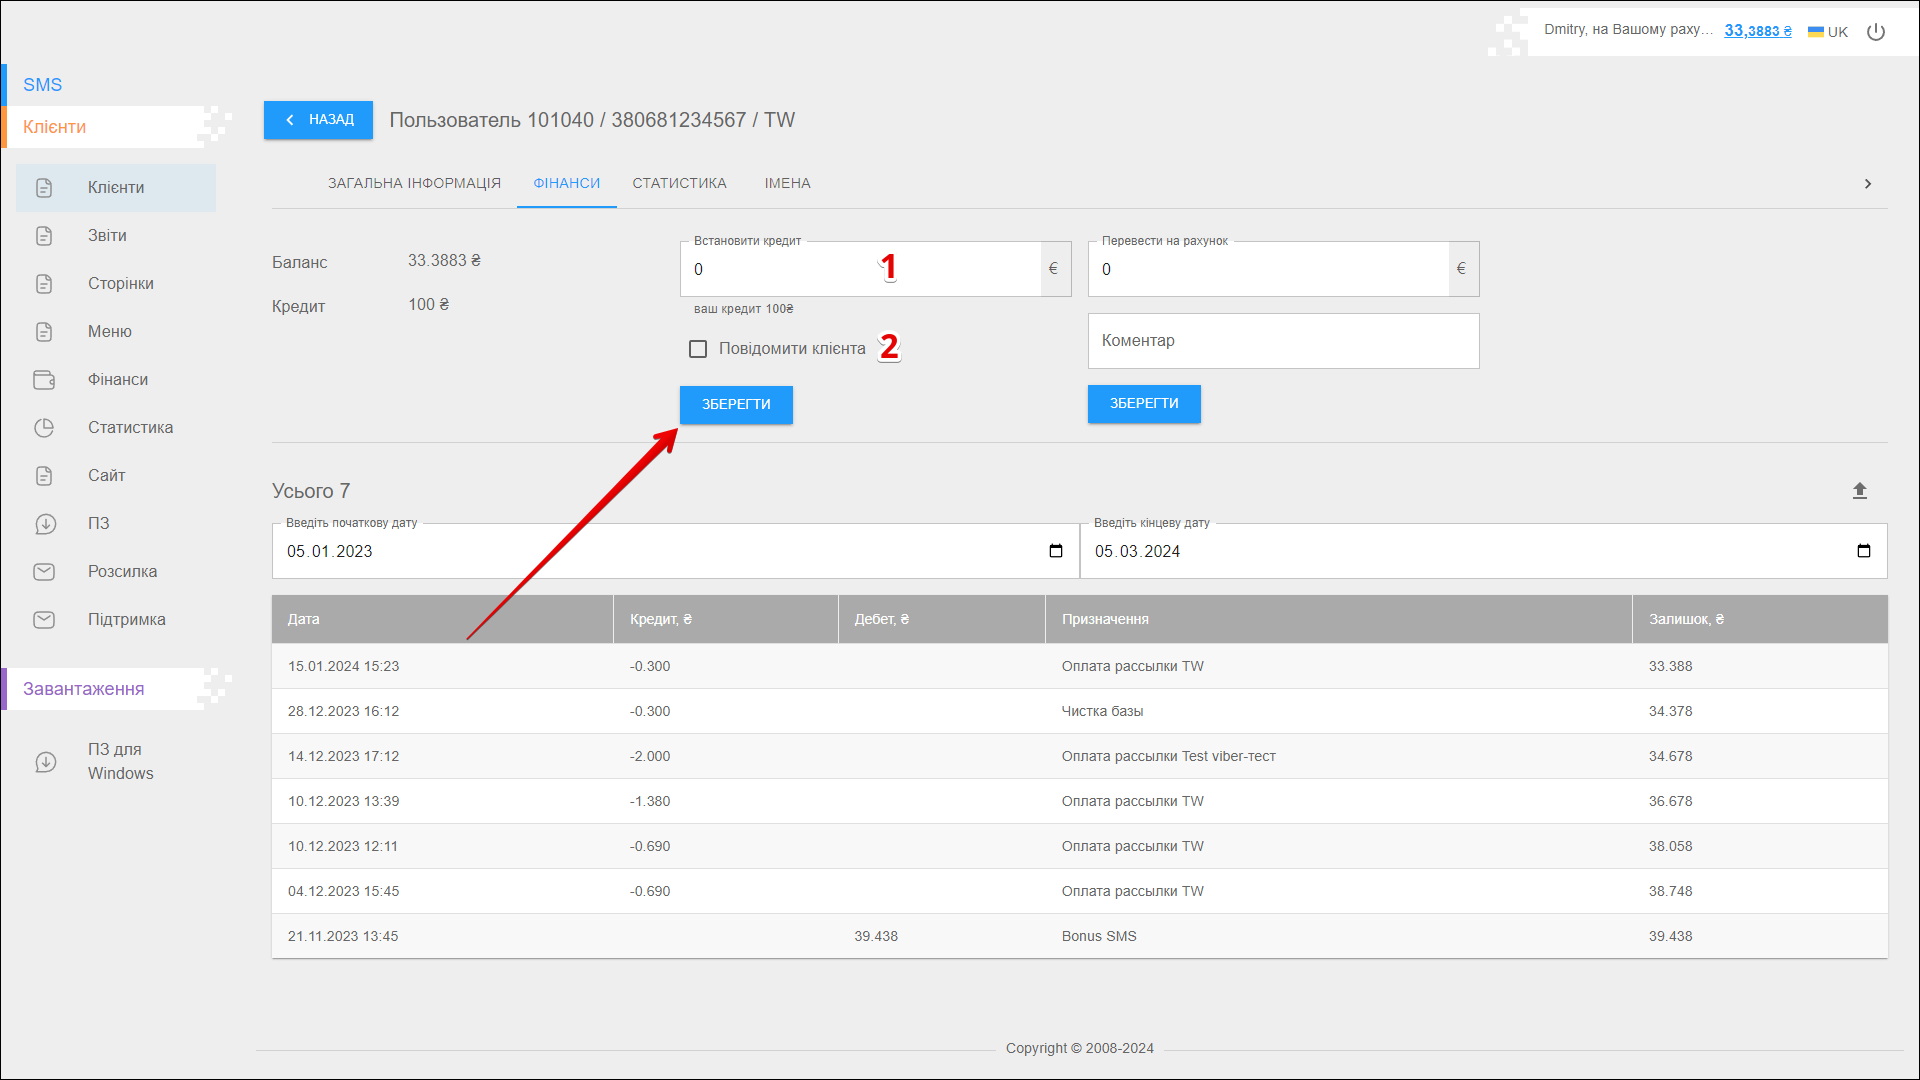 Dmitry, на Вашому раху... 33,3883 ₴ UK
SMS
Клієнти
Клієнти
Звіти
Сторінки
Меню
Фінанси
Статистика
Сайт
ПЗ
Розсилка
Підтримка
Завантаження
ПЗ для
Windows
НАЗАД
Пользователь 101040 / 380681234567 / TW
ЗАГАЛЬНА ІНФОРМАЦІЯ ФІНАНСИ СТАТИСТИКА ІМЕНА
Баланс 33.3883 ₴
Кредит 100 ₴
Встановити кредит
0 1 €
ваш кредит 100₴
Повідомити клієнта 2
ЗБЕРЕГТИ
Перевести на рахунок
0 €
Коментар
ЗБЕРЕГТИ
Усього 7
Введіть початкову дату Введіть кінцеву дату
05.01.2023 05.03.2024
Дата Кредит, ₴ Дебет, ₴ Призначення Залишок, ₴
15.01.2024 15:23 -0.300 Оплата рассылки TW 33.388
28.12.2023 16:12 -0.300 Чистка базы 34.378
14.12.2023 17:12 -2.000 Оплата рассылки Test viber-тест 34.678
10.12.2023 13:39 -1.380 Оплата рассылки TW 36.678
10.12.2023 12:11 -0.690 Оплата рассылки TW 38.058
04.12.2023 15:45 -0.690 Оплата рассылки TW 38.748
21.11.2023 13:45 39.438 Bonus SMS 39.438
Copyright © 2008-2024